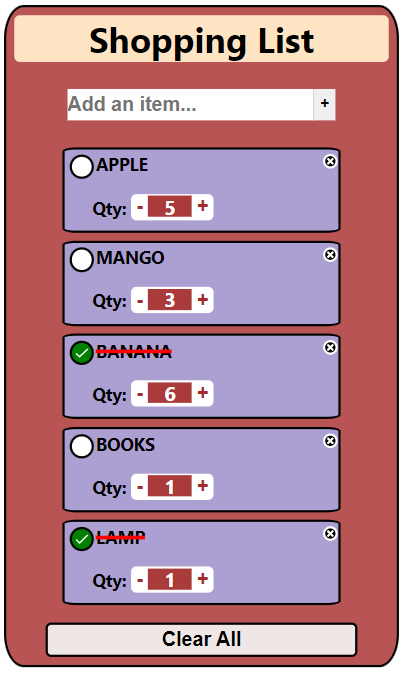 Shopping List
Add an item... +
APPLE
Qty: - 5 +
MANGO
Qty: - 3 +
BANANA
Qty: - 6 +
BOOKS
Qty: - 1 +
LAMP
Qty: - 1 +
Clear All